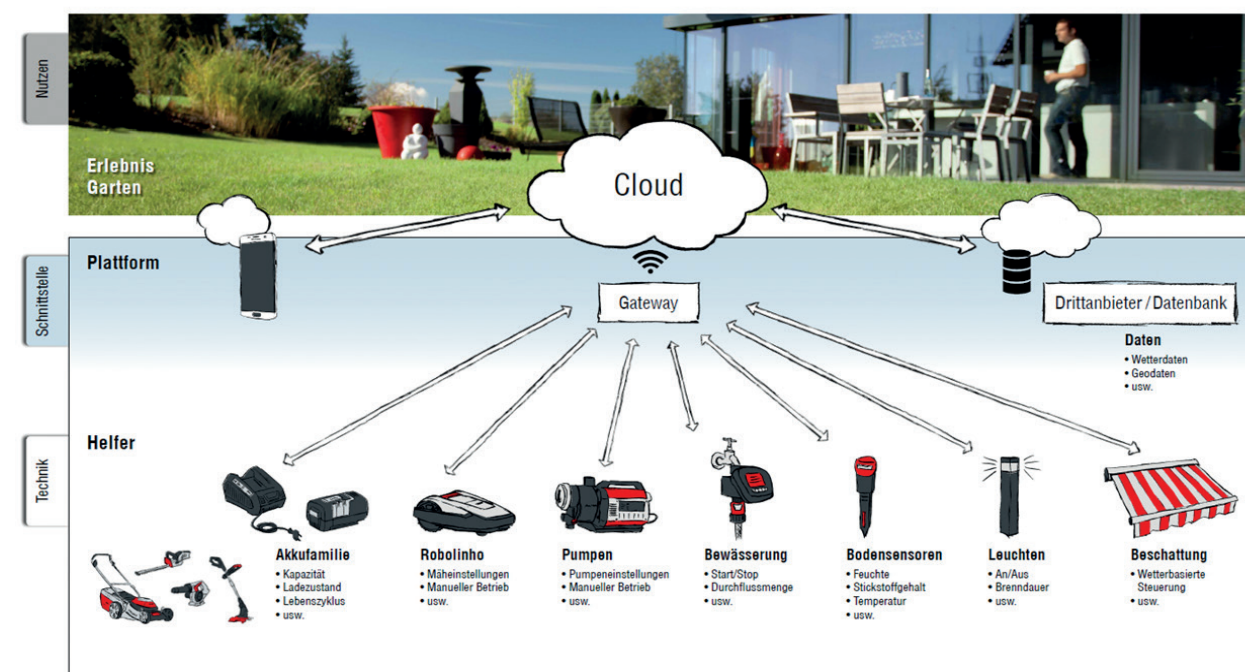 Nutzen
Erlebnis
Garten
Cloud
Schnittstelle
Plattform
Gateway
Drittanbieter / Datenbank
Daten
• Wetterdaten
• Geodaten
• usw.
Technik
Helfer
Akkufamilie
• Kapazität
• Ladezustand
• Lebenszyklus
• usw.
Robolinho
• Mäheinstellungen
• Manueller Betrieb
• usw.
Pumpen
• Pumpeneinstellungen
• Manueller Betrieb
• usw.
Bewässerung
• Start/Stop
• Durchflussmenge
• usw.
Bodensensoren
• Feuchte
• Stickstoffgehalt
• Temperatur
• usw.
Leuchten
• An/Aus
• Brenndauer
• usw.
Beschattung
• Wetterbasierte
Steuerung
• usw.